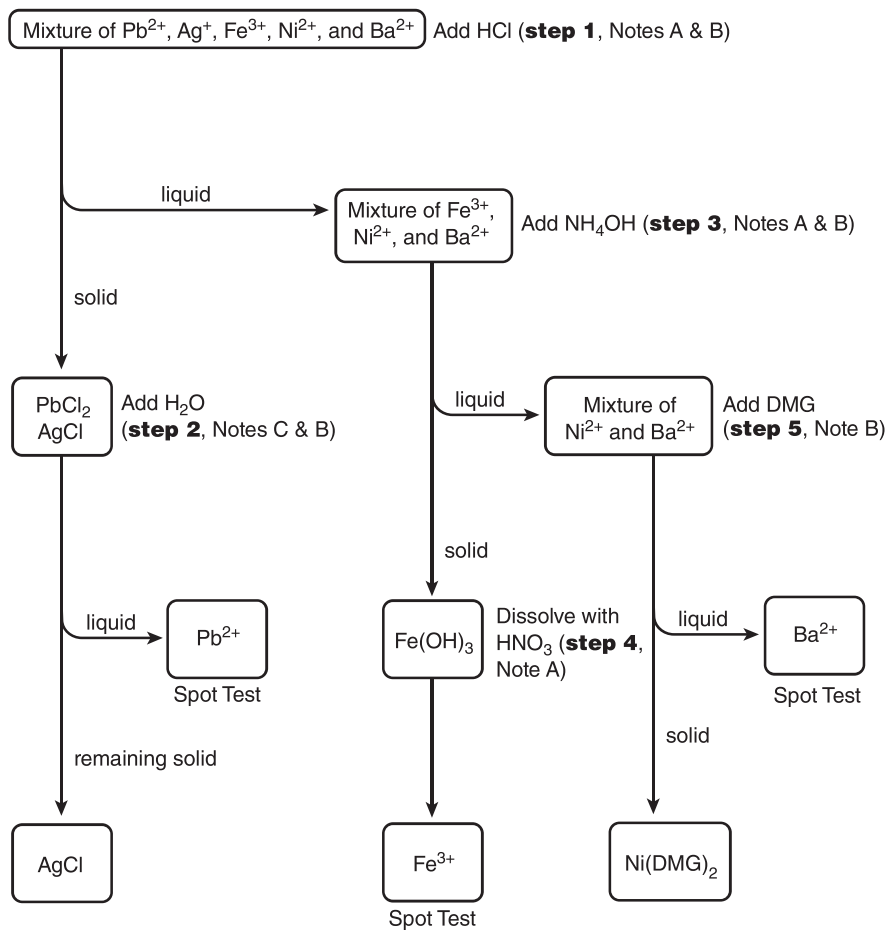 Mixture of Pb²⁺, Ag⁺, Fe³⁺, Ni²⁺, and Ba²⁺ Add HCl (step 1, Notes A & B)
liquid
Mixture of Fe³⁺,
Ni²⁺, and Ba²⁺
Add NH₄OH (step 3, Notes A & B)
solid
PbCl₂
AgCl
Add H₂O
(step 2, Notes C & B)
liquid
Mixture of
Ni²⁺ and Ba²⁺
Add DMG
(step 5, Note B)
solid
liquid
Pb²⁺
Spot Test
Fe(OH)₃
Dissolve with
HNO₃ (step 4,
Note A)
liquid
Ba²⁺
Spot Test
solid
remaining solid
AgCl
Fe³⁺
Spot Test
Ni(DMG)₂